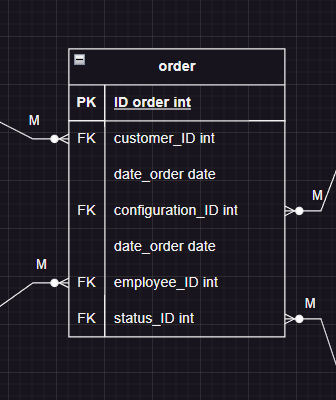 order
PK ID order int
M
FK customer_ID int
date_order date
M
FK configuration_ID int
date_order date
M
FK employee_ID int
M
FK status_ID int